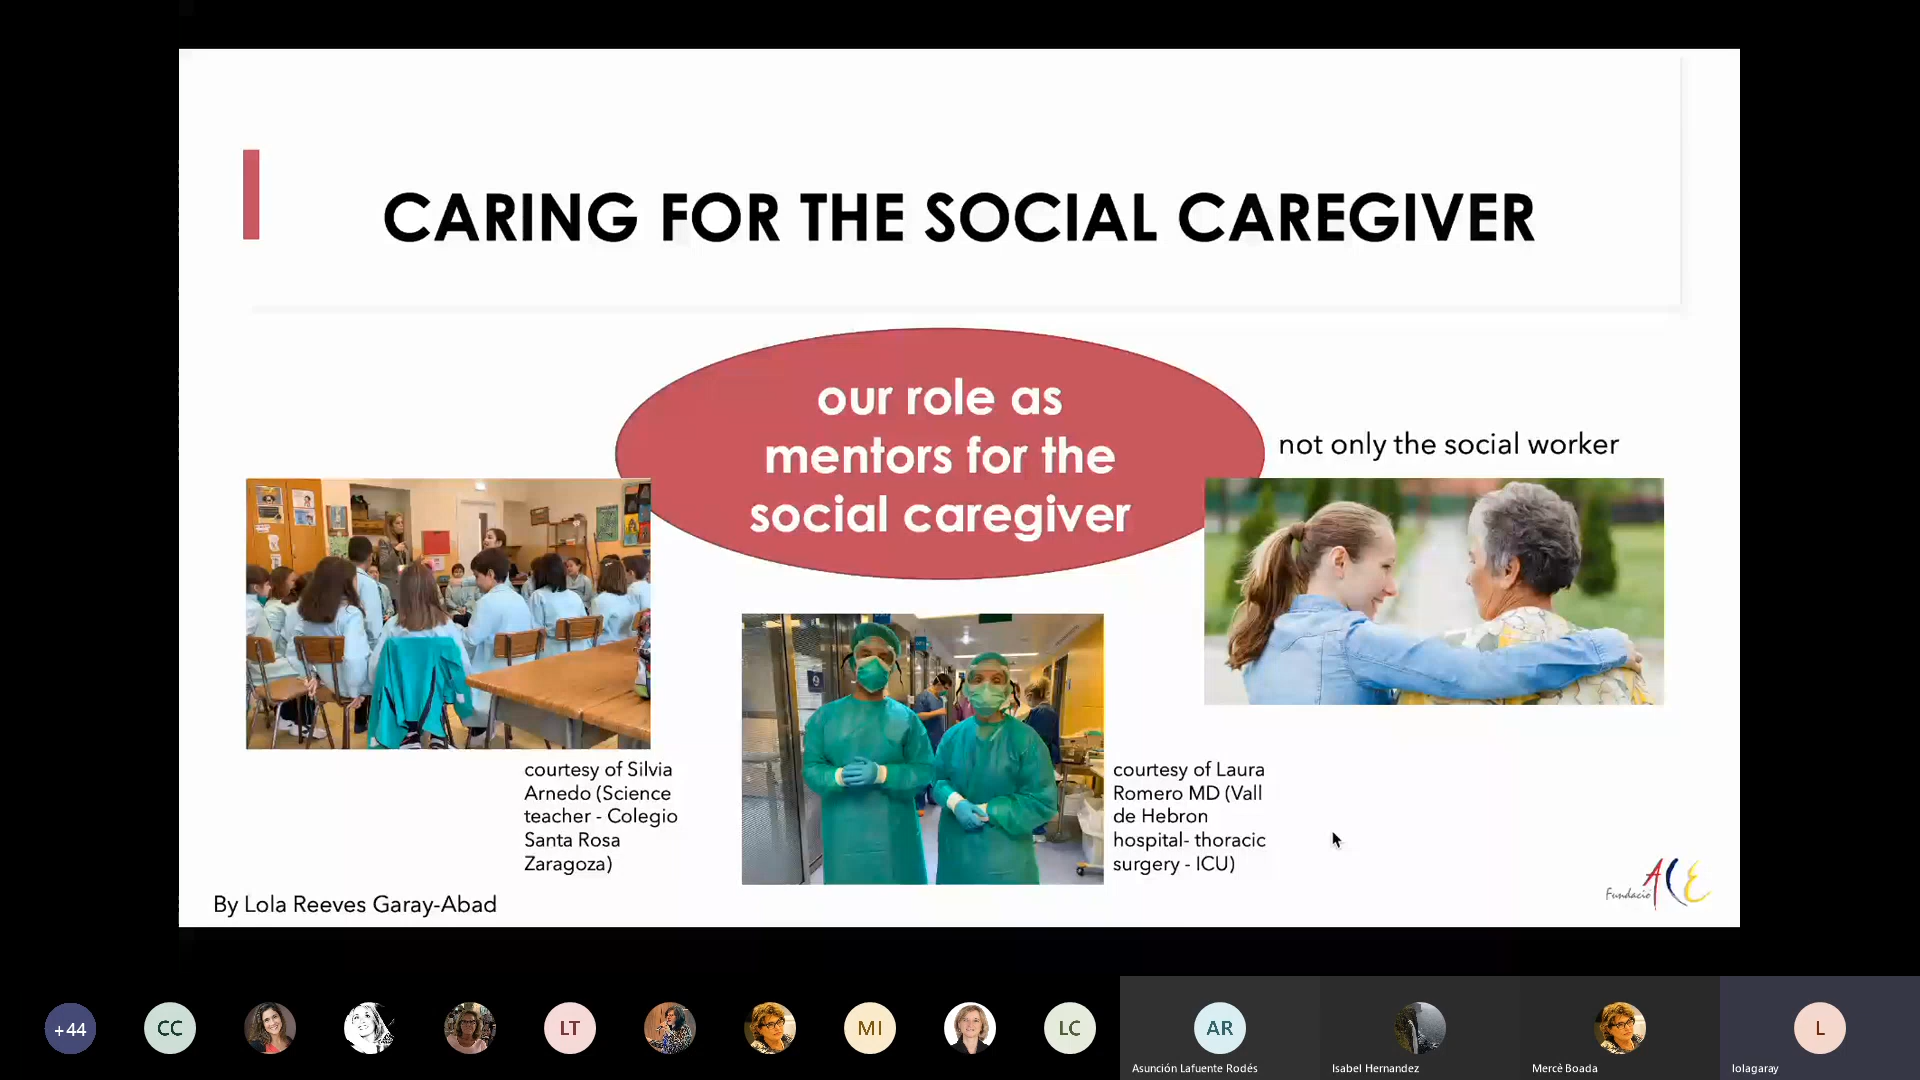 CARING FOR THE SOCIAL CAREGIVER
our role as
mentors for the
social caregiver
not only the social worker
courtesy of Silvia
Arnedo (Science
teacher - Colegio
Santa Rosa
Zaragoza)
courtesy of Laura
Romero MD (Vall
de Hebron
hospital- thoracic
surgery - ICU)
By Lola Reeves Garay-Abad
Fundació ACE
+44
CC
LT
MI
LC
AR
L
Asunción Lafuente Rodés
Isabel Hernandez
Mercè Boada
lolagaray